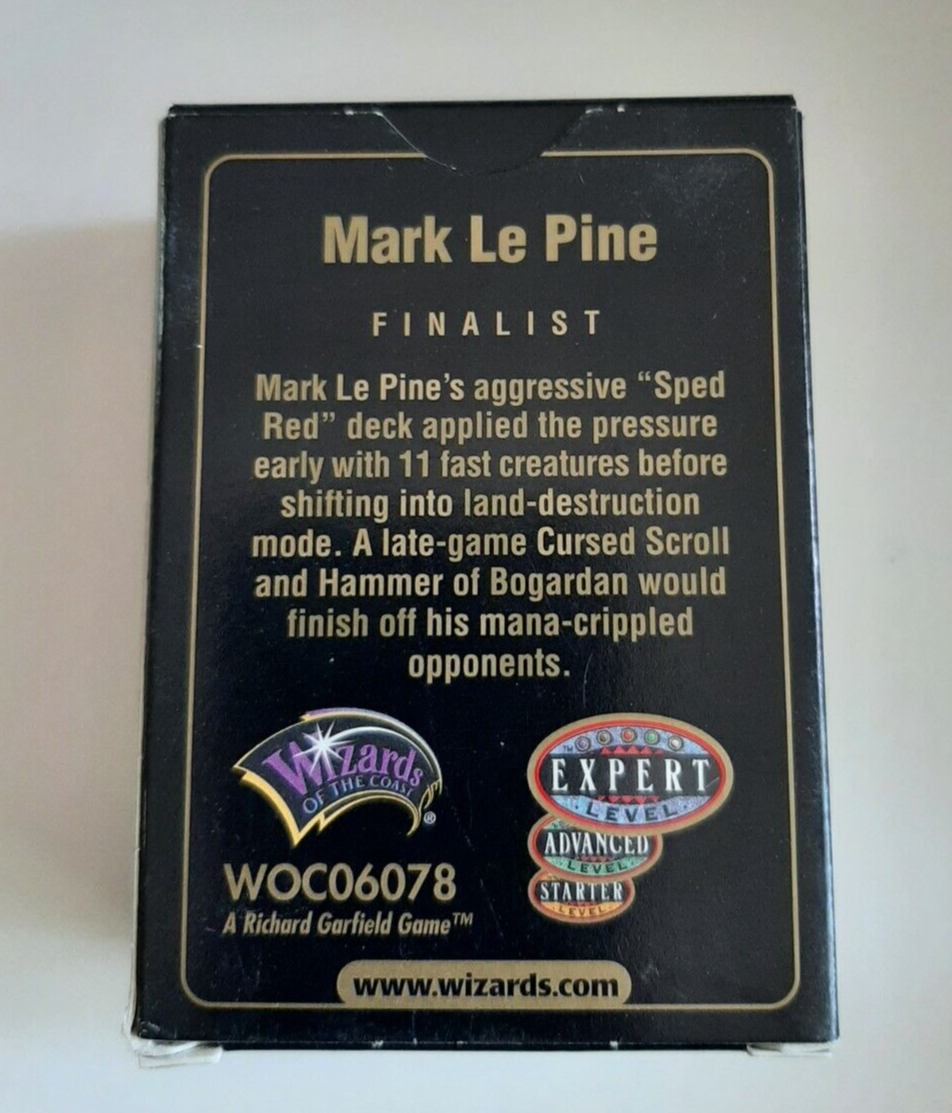 Mark Le Pine
FINALIST
Mark Le Pine's aggressive “Sped
Red” deck applied the pressure
early with 11 fast creatures before
shifting into land-destruction
mode. A late-game Cursed Scroll
and Hammer of Bogardan would
finish off his mana-crippled
opponents.
Wizards
OF THE COAST
®
TM
EXPERT
LEVEL
ADVANCED
LEVEL
STARTER
LEVEL
WOC06078
A Richard Garfield Game™
www.wizards.com